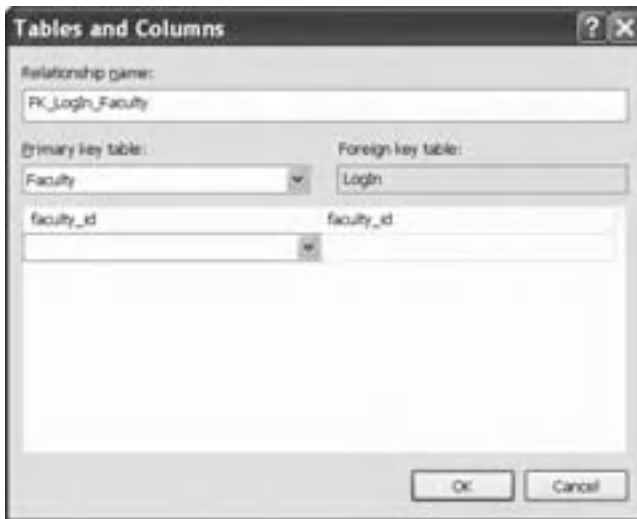 Tables and Columns
Relationship name:
FK_LogIn_Faculty
Primary key table:
Foreign key table:
Faculty
LogIn
faculty_id
faculty_id
OK
Cancel